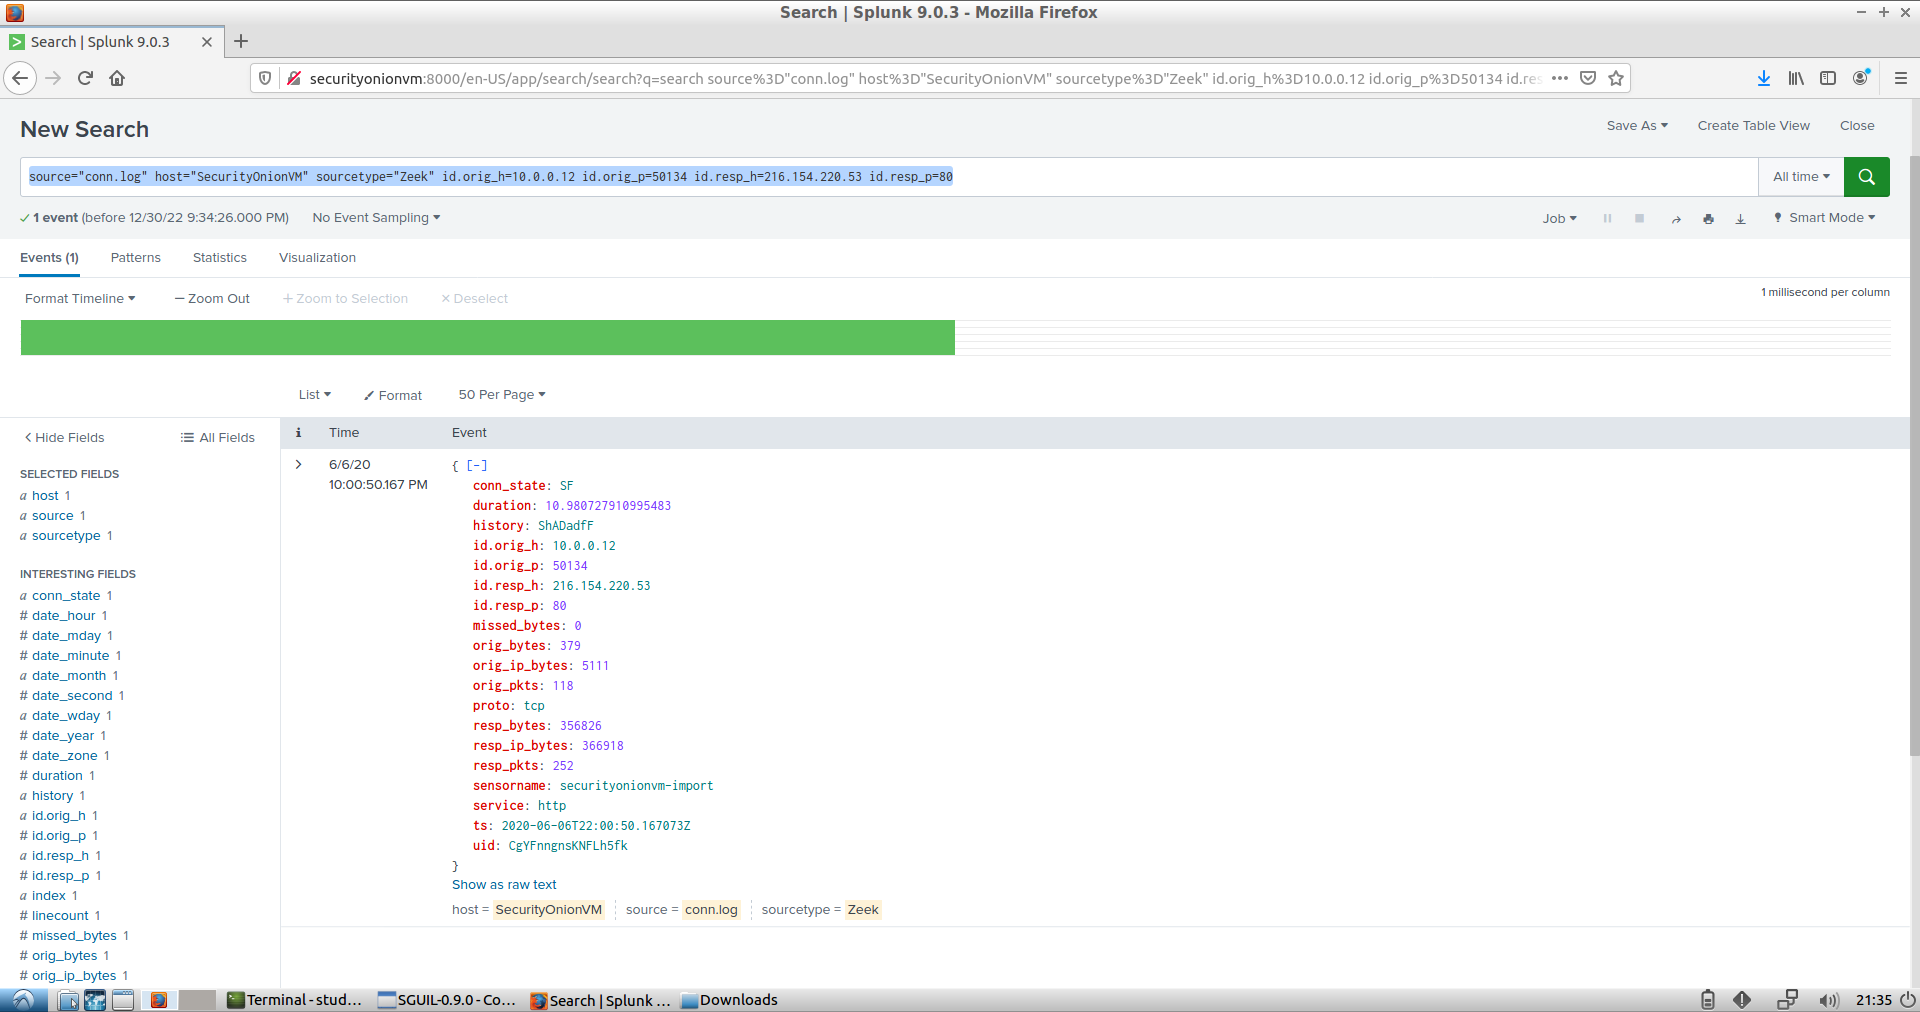 Search | Splunk 9.0.3 - Mozilla Firefox
Search | Splunk 9.0.3
securityonionvm:8000/en-US/app/search/search?q=search source%3D"conn.log" host%3D"SecurityOnionVM" sourcetype%3D"Zeek" id.orig_h%3D10.0.0.12 id.orig_p%3D50134 id.res
New Search
Save As
Create Table View
Close
source="conn.log" host="SecurityOnionVM" sourcetype="Zeek" id.orig_h=10.0.0.12 id.orig_p=50134 id.resp_h=216.154.220.53 id.resp_p=80
All time
✓ 1 event (before 12/30/22 9:34:26.000 PM)
No Event Sampling
Job
Smart Mode
Events (1)
Patterns
Statistics
Visualization
Format Timeline
— Zoom Out
+ Zoom to Selection
× Deselect
1 millisecond per column
List
Format
50 Per Page
< Hide Fields
All Fields
i
Time
Event
SELECTED FIELDS
a host 1
a source 1
a sourcetype 1
INTERESTING FIELDS
a conn_state 1
# date_hour 1
# date_mday 1
# date_minute 1
a date_month 1
# date_second 1
a date_wday 1
# date_year 1
# date_zone 1
# duration 1
a history 1
a id.orig_h 1
# id.orig_p 1
a id.resp_h 1
# id.resp_p 1
a index 1
# linecount 1
# missed_bytes 1
# orig_bytes 1
# orig_ip_bytes 1
6/6/20
10:00:50.167 PM
{ [-]
conn_state: SF
duration: 10.980727910995483
history: ShADadfF
id.orig_h: 10.0.0.12
id.orig_p: 50134
id.resp_h: 216.154.220.53
id.resp_p: 80
missed_bytes: 0
orig_bytes: 379
orig_ip_bytes: 5111
orig_pkts: 118
proto: tcp
resp_bytes: 356826
resp_ip_bytes: 366918
resp_pkts: 252
sensorname: securityonionvm-import
service: http
ts: 2020-06-06T22:00:50.167073Z
uid: CgYFnngnsKNFLh5fk
}
Show as raw text
host = SecurityOnionVM
source = conn.log
sourcetype = Zeek
Terminal - stud...
SGUIL-0.9.0 - Co...
Search | Splunk ...
Downloads
21:35